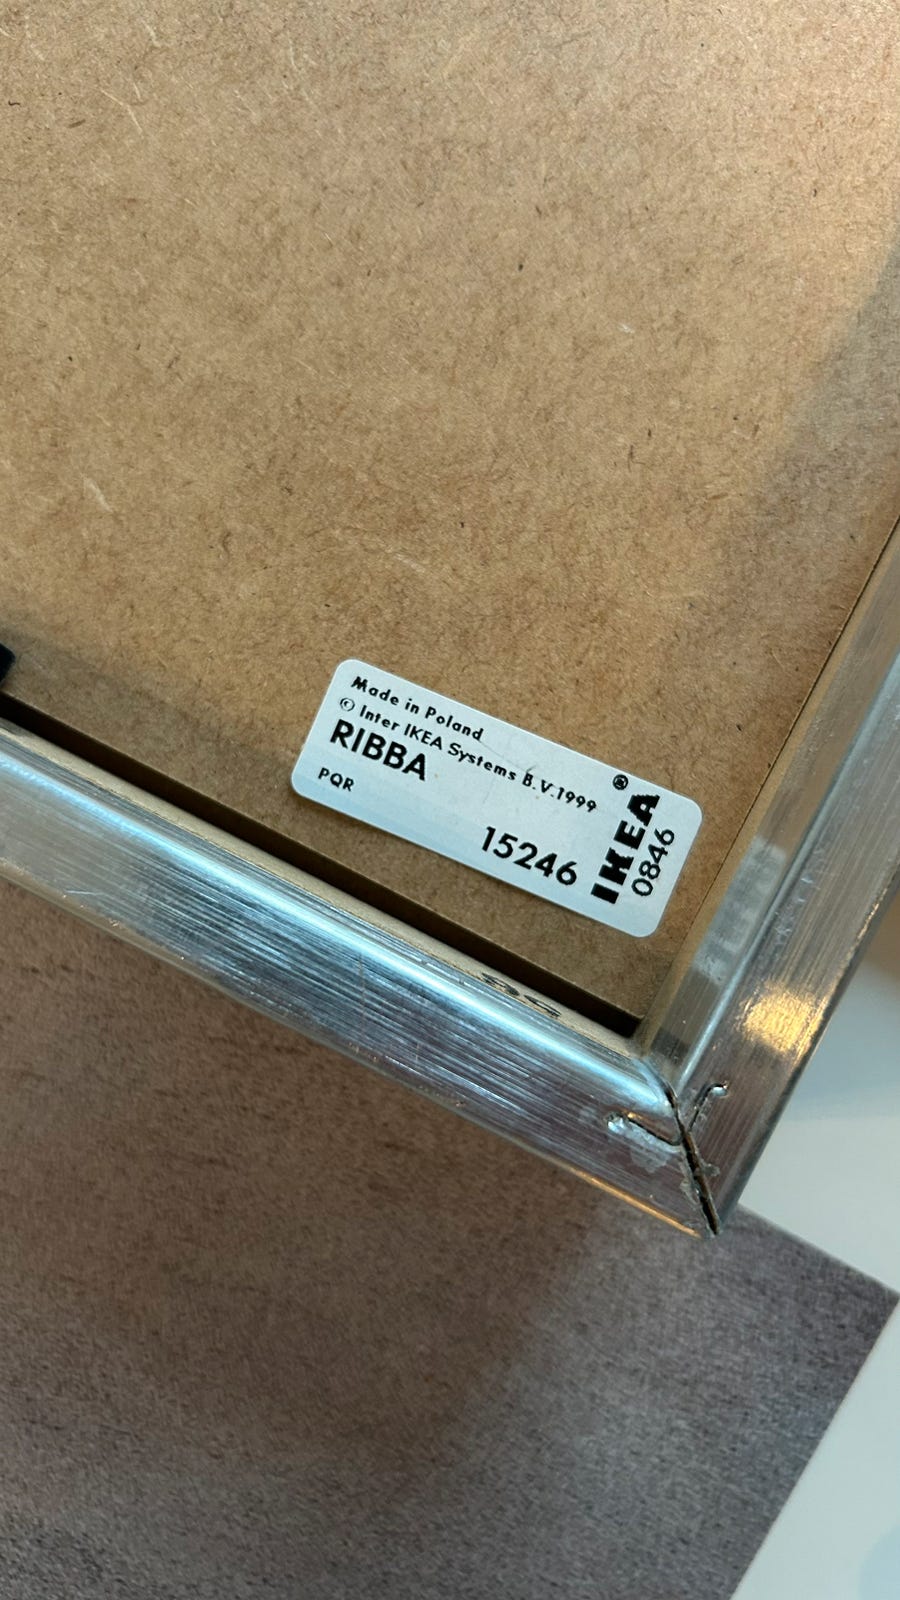 Made in Poland
© Inter IKEA Systems B.V.1999
RIBBA
PQR
15246
IKEA®
0846